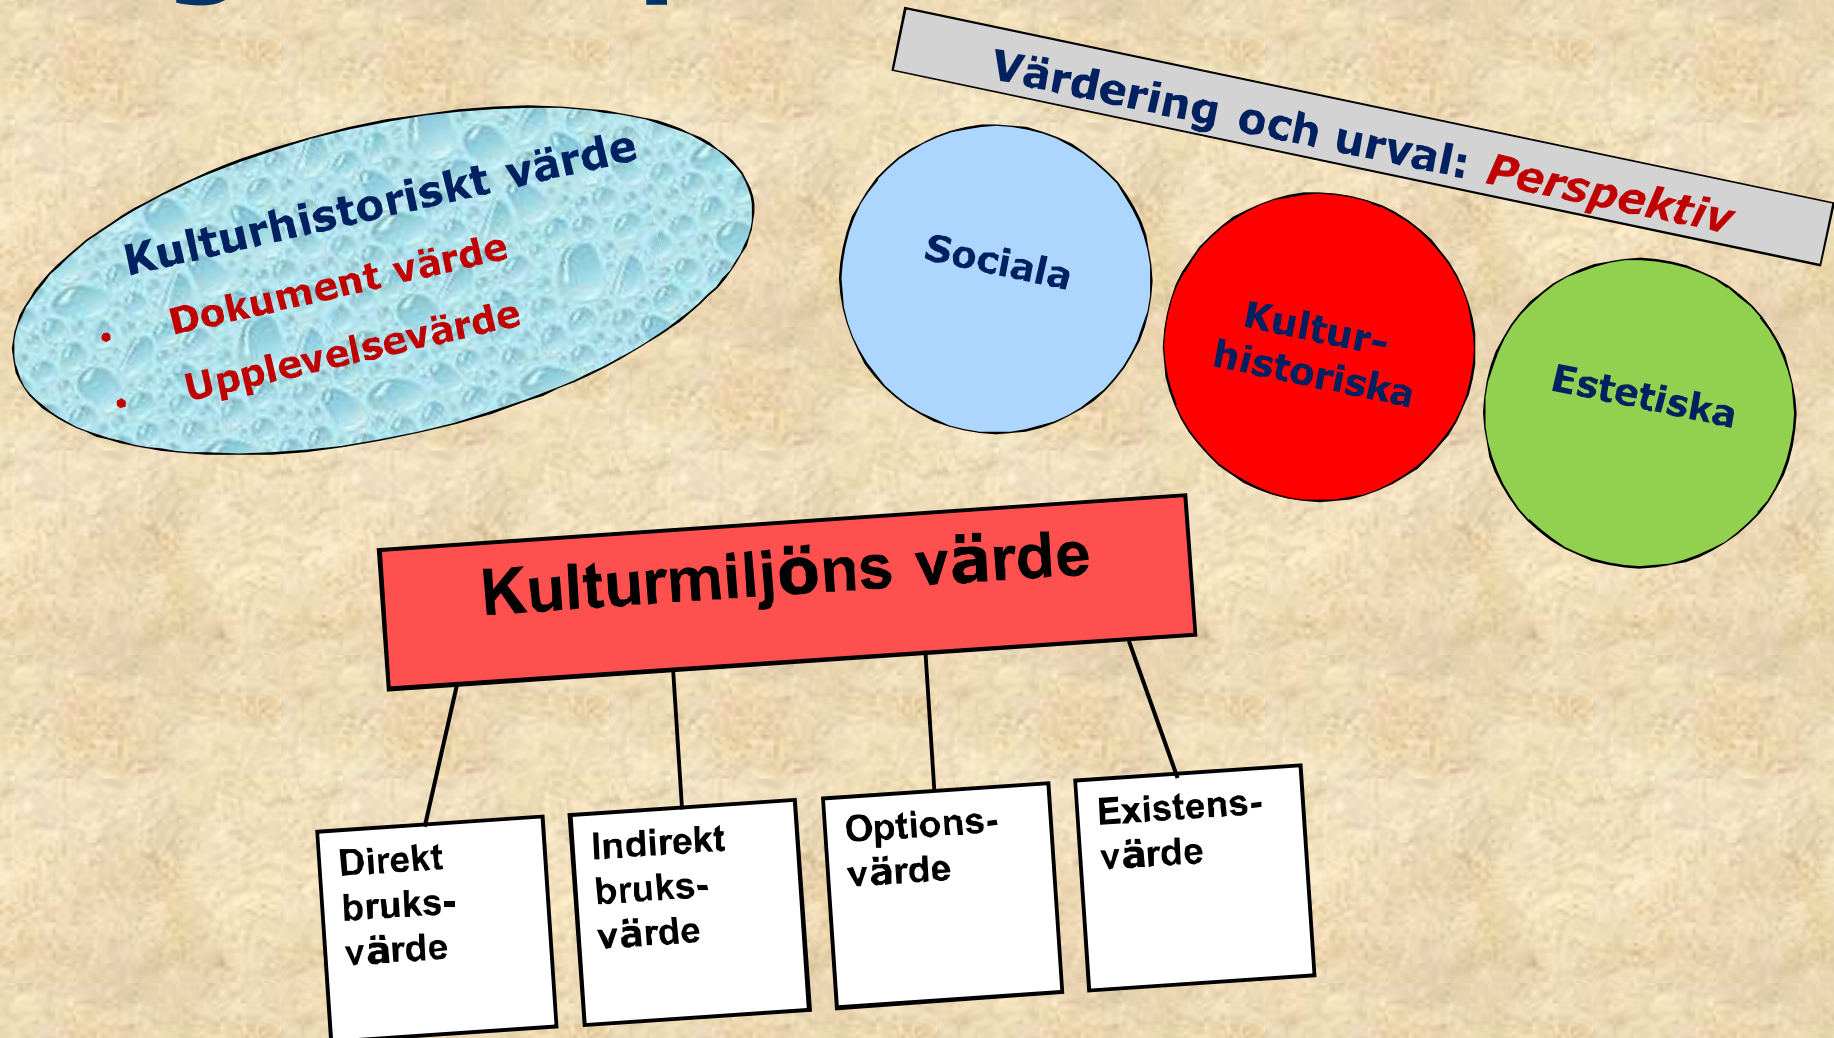 Kulturhistoriskt värde
• Dokument värde
• Upplevelsevärde
Värdering och urval: Perspektiv
Sociala
Kultur-
historiska
Estetiska
Kulturmiljöns värde
Direkt
bruks-
värde
Indirekt
bruks-
värde
Options-
värde
Existens-
värde